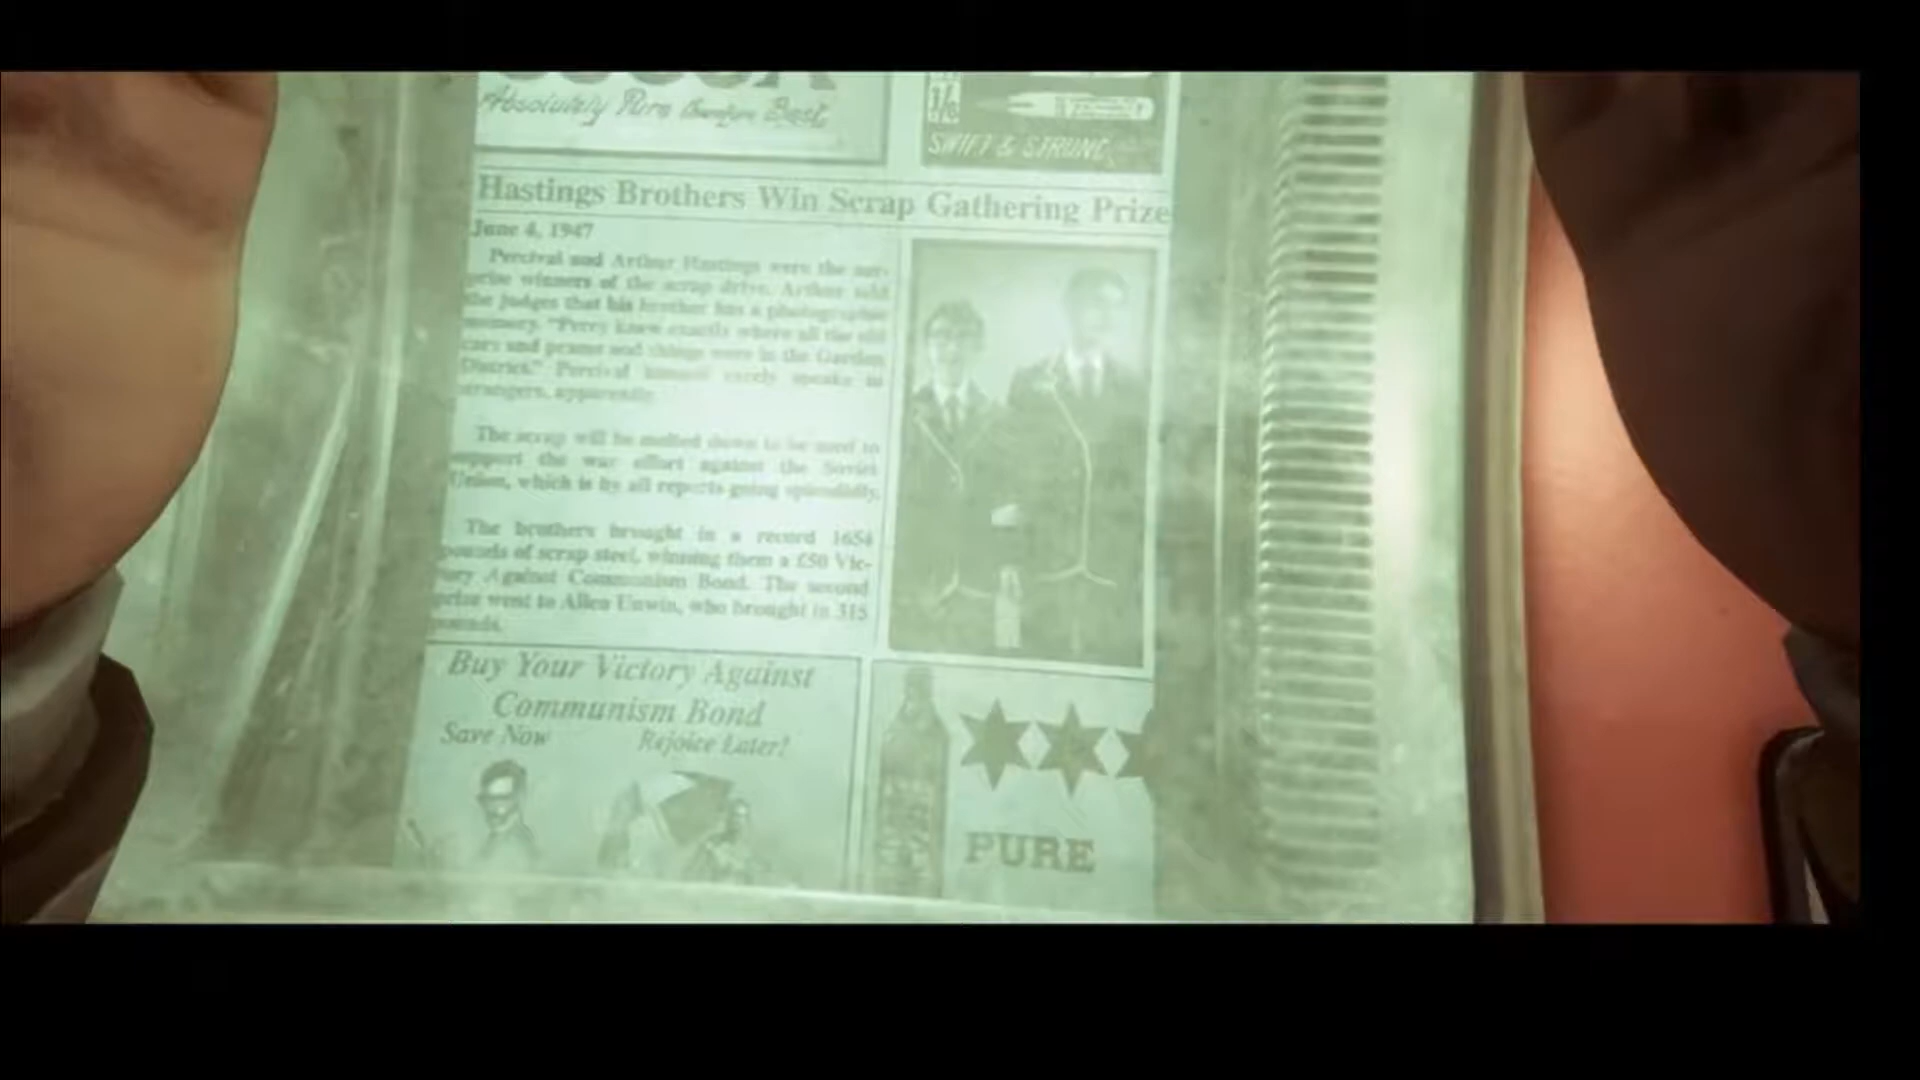 Absolutely Pure therefore Best
1/8
SWIFT & STRONG
Hastings Brothers Win Scrap Gathering Prize
June 4, 1947
Percival and Arthur Hastings were the sur-
prise winners of the scrap drive. Arthur told
the judges that his brother has a photographic
memory. "Percy knew exactly where all the old
cars and prams and things were in the Garden
District." Percival himself rarely speaks to
strangers, apparently.
The scrap will be melted down to be used to
support the war effort against the Soviet
Union, which is by all reports going splendidly.
The brothers brought in a record 1654
pounds of scrap steel, winning them a £50 Vic-
tory Against Communism Bond. The second
prize went to Allen Unwin, who brought in 315
pounds.
Buy Your Victory Against
Communism Bond
Save Now Rejoice Later!
PURE